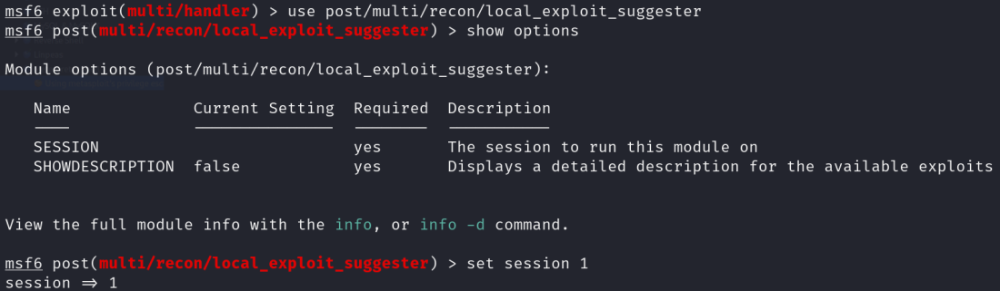 msf6 exploit(multi/handler) > use post/multi/recon/local_exploit_suggester
msf6 post(multi/recon/local_exploit_suggester) > show options
Module options (post/multi/recon/local_exploit_suggester):
Name Current Setting Required Description
---- --------------- -------- -----------
SESSION yes The session to run this module on
SHOWDESCRIPTION false yes Displays a detailed description for the available exploits
View the full module info with the info, or info -d command.
msf6 post(multi/recon/local_exploit_suggester) > set session 1
session => 1